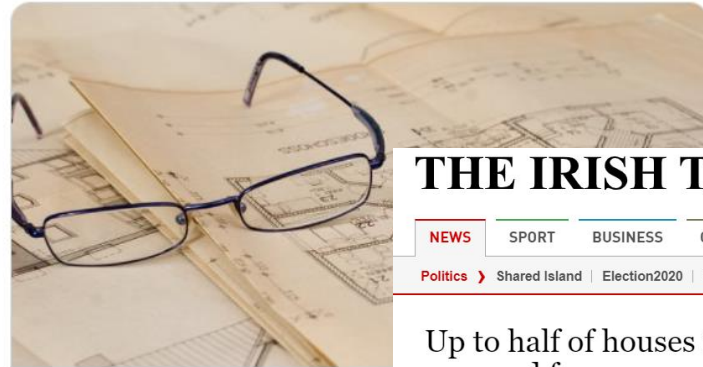 THE IRISH T
NEWS SPORT BUSINESS
Politics ❯ Shared Island | Election2020 |
Up to half of houses